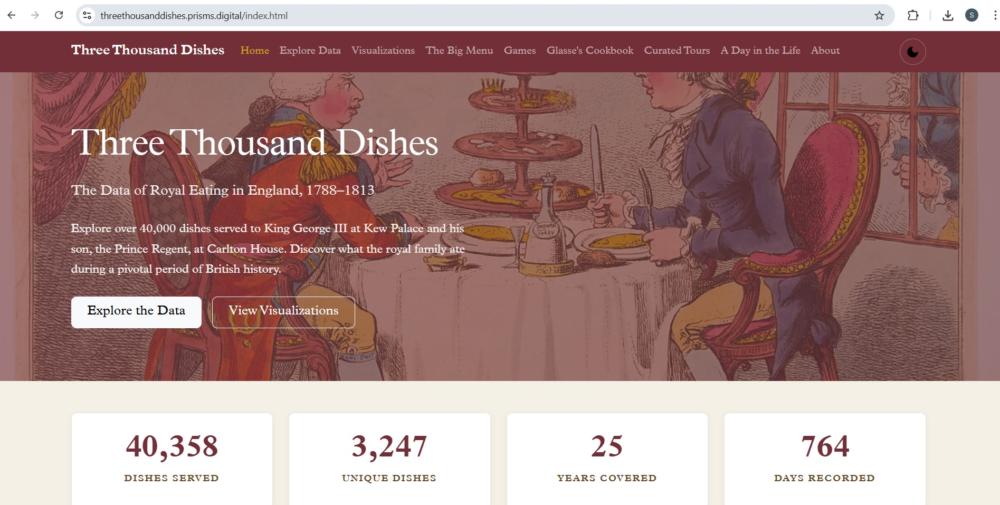 threethousanddishes.prisms.digital/index.html
S
Three Thousand Dishes Home Explore Data Visualizations The Big Menu Games Glasse's Cookbook Curated Tours A Day in the Life About
Three Thousand Dishes
The Data of Royal Eating in England, 1788–1813
Explore over 40,000 dishes served to King George III at Kew Palace and his
son, the Prince Regent, at Carlton House. Discover what the royal family ate
during a pivotal period of British history.
Explore the Data View Visualizations
Imperial
Tokay
HONI SOIT
40,358 3,247 25 764
DISHES SERVED UNIQUE DISHES YEARS COVERED DAYS RECORDED